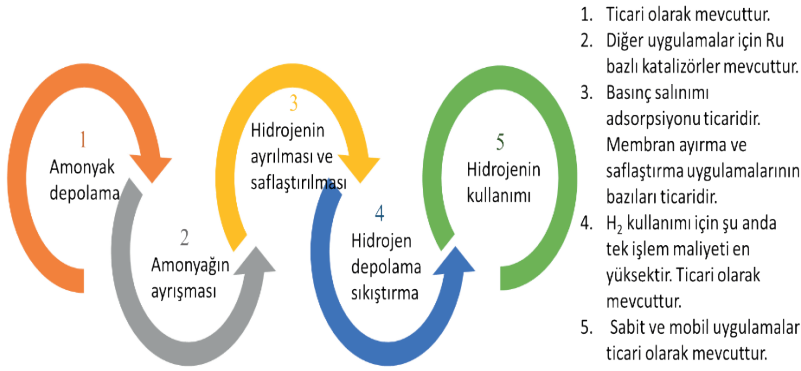 1
Amonyak
depolama
2
Amonyağın
ayrışması
3
Hidrojenin
ayrılması ve
saflaştırılması
4
Hidrojen
depolama
sıkıştırma
5
Hidrojenin
kullanımı
1. Ticari olarak mevcuttur.
2. Diğer uygulamalar için Ru
bazlı katalizörler mevcuttur.
3. Basınç salınımı
adsorpsiyonu ticaridir.
Membran ayırma ve
saflaştırma uygulamalarının
bazıları ticaridir.
4. H₂ kullanımı için şu anda
tek işlem maliyeti en
yüksektir. Ticari olarak
mevcuttur.
5. Sabit ve mobil uygulamalar
ticari olarak mevcuttur.